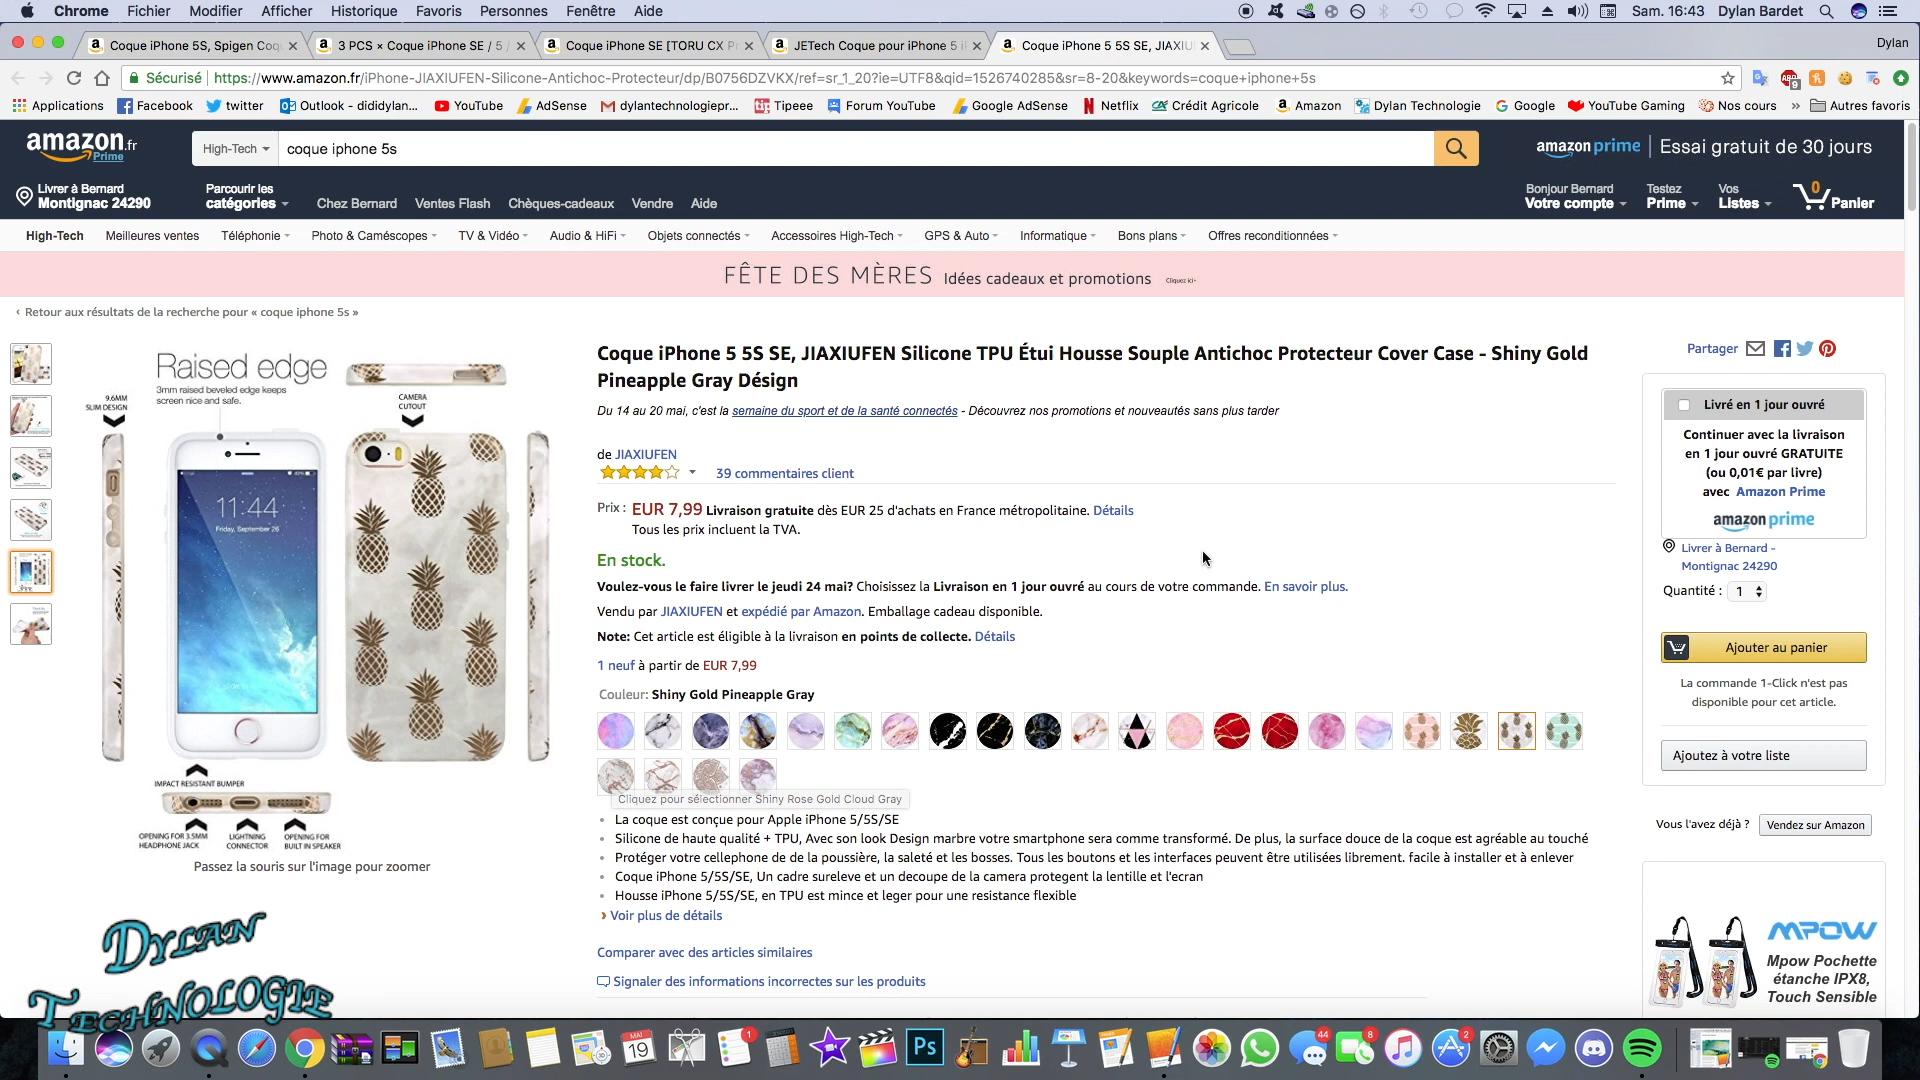 Chrome Fichier Modifier Afficher Historique Favoris Personnes Fenêtre Aide Sam. 16:43 Dylan Bardet
Coque iPhone 5S, Spigen Coq 3 PCS × Coque iPhone SE / 5 / Coque iPhone SE [TORU CX Pr JETech Coque pour iPhone 5 i Coque iPhone 5 5S SE, JIAXIU Dylan
Sécurisé https://www.amazon.fr/iPhone-JIAXIUFEN-Silicone-Antichoc-Protecteur/dp/B0756DZVKX/ref=sr_1_20?ie=UTF8&qid=1526740285&sr=8-20&keywords=coque+iphone+5s
Applications Facebook twitter Outlook - dididylan... YouTube AdSense dylantechnologiepr... Tipeee Forum YouTube Google AdSense Netflix Crédit Agricole Amazon Dylan Technologie Google YouTube Gaming Nos cours » Autres favoris
amazon.fr Prime
High-Tech coque iphone 5s
amazon prime Essai gratuit de 30 jours
Livrer à Bernard
Montignac 24290
Parcourir les
catégories
Chez Bernard Ventes Flash Chèques-cadeaux Vendre Aide
Bonjour Bernard
Votre compte
Testez
Prime
Vos
Listes
0 Panier
High-Tech Meilleures ventes Téléphonie Photo & Caméscopes TV & Vidéo Audio & HiFi Objets connectés Accessoires High-Tech GPS & Auto Informatique Bons plans Offres reconditionnées
FÊTE DES MÈRES Idées cadeaux et promotions Cliquez ici›
‹ Retour aux résultats de la recherche pour « coque iphone 5s »
Raised edge
3mm raised beveled edge keeps
screen nice and safe.
9.6MM
SLIM DESIGN
CAMERA
CUTOUT
11:44
Friday, September 26
IMPACT RESISTANT BUMPER
OPENING FOR 3.5MM
HEADPHONE JACK
LIGHTNING
CONNECTOR
OPENING FOR
BUILT IN SPEAKER
Passez la souris sur l'image pour zoomer
Coque iPhone 5 5S SE, JIAXIUFEN Silicone TPU Étui Housse Souple Antichoc Protecteur Cover Case - Shiny Gold
Pineapple Gray Désign
Du 14 au 20 mai, c'est la semaine du sport et de la santé connectés - Découvrez nos promotions et nouveautés sans plus tarder
de JIAXIUFEN
39 commentaires client
Prix : EUR 7,99 Livraison gratuite dès EUR 25 d'achats en France métropolitaine. Détails
Tous les prix incluent la TVA.
En stock.
Voulez-vous le faire livrer le jeudi 24 mai? Choisissez la Livraison en 1 jour ouvré au cours de votre commande. En savoir plus.
Vendu par JIAXIUFEN et expédié par Amazon. Emballage cadeau disponible.
Note: Cet article est éligible à la livraison en points de collecte. Détails
1 neuf à partir de EUR 7,99
Couleur: Shiny Gold Pineapple Gray
Cliquez pour sélectionner Shiny Rose Gold Cloud Gray
La coque est conçue pour Apple iPhone 5/5S/SE
Silicone de haute qualité + TPU, Avec son look Design marbre votre smartphone sera comme transformé. De plus, la surface douce de la coque est agréable au touché
Protéger votre cellephone de de la poussière, la saleté et les bosses. Tous les boutons et les interfaces peuvent être utilisées librement. facile à installer et à enlever
Coque iPhone 5/5S/SE, Un cadre sureleve et un decoupe de la camera protegent la lentille et l'ecran
Housse iPhone 5/5S/SE, en TPU est mince et leger pour une resistance flexible
› Voir plus de détails
Comparer avec des articles similaires
Signaler des informations incorrectes sur les produits
Partager
Livré en 1 jour ouvré
Continuer avec la livraison
en 1 jour ouvré GRATUITE
(ou 0,01€ par livre)
avec Amazon Prime
amazon prime
Livrer à Bernard -
Montignac 24290
Quantité : 1
Ajouter au panier
La commande 1-Click n'est pas
disponible pour cet article.
Ajoutez à votre liste
Vous l'avez déjà ? Vendez sur Amazon
MPOW
Mpow Pochette
étanche IPX8,
Touch Sensible
DYLAN
TECHNOLOGIE
MAI
19
1
Ps
44
8
2